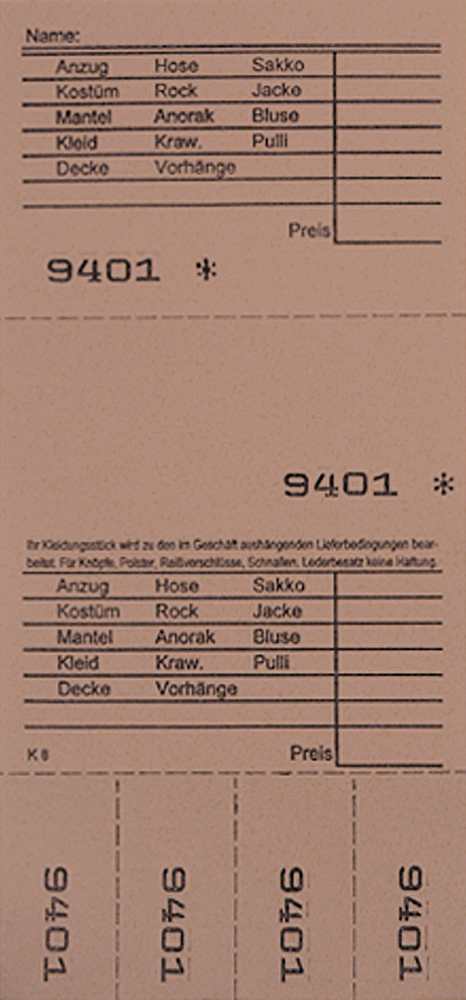 Name:
Anzug Hose Sakko
Kostüm Rock Jacke
Mantel Anorak Bluse
Kleid Kraw. Pulli
Decke Vorhänge
Preis
9401 *
9401 *
Ihr Kleidungsstück wird zu den im Geschäft aushängenden Lieferbedingungen bear-
beitet. Für Knöpfe, Polster, Reißverschlüsse, Schnallen, Lederbesatz keine Haftung.
Anzug Hose Sakko
Kostüm Rock Jacke
Mantel Anorak Bluse
Kleid Kraw. Pulli
Decke Vorhänge
Preis
9401 9401 9401 9401